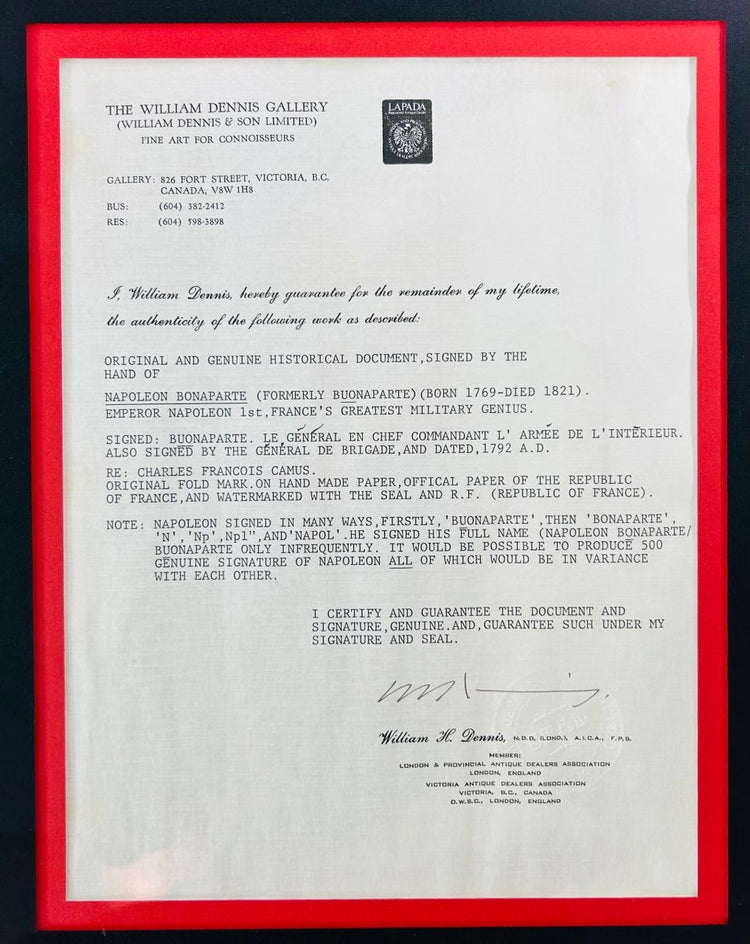 THE WILLIAM DENNIS GALLERY
(WILLIAM DENNIS & SON LIMITED)
FINE ART FOR CONNOISSEURS
LAPADA
GALLERY: 826 FORT STREET, VICTORIA, B.C.
CANADA, V8W 1H8
BUS: (604) 382-2412
RES: (604) 598-3898
I, William Dennis, hereby guarantee for the remainder of my lifetime,
the authenticity of the following work as described:
ORIGINAL AND GENUINE HISTORICAL DOCUMENT,SIGNED BY THE
HAND OF
NAPOLEON BONAPARTE (FORMERLY BUONAPARTE)(BORN 1769-DIED 1821).
EMPEROR NAPOLEON 1st,FRANCE'S GREATEST MILITARY GENIUS.
SIGNED: BUONAPARTE. LE GÉNÉRAL EN CHEF COMMANDANT L' ARMÉE DE L'INTERIEUR.
ALSO SIGNED BY THE GÉNÉRAL DE BRIGADE,AND DATED,1792 A.D.
RE: CHARLES FRANCOIS CAMUS.
ORIGINAL FOLD MARK.ON HAND MADE PAPER,OFFICAL PAPER OF THE REPUBLIC
OF FRANCE,AND WATERMARKED WITH THE SEAL AND R.F. (REPUBLIC OF FRANCE).
NOTE: NAPOLEON SIGNED IN MANY WAYS,FIRSTLY,'BUONAPARTE',THEN 'BONAPARTE',
'N','Np',Npl",AND'NAPOL'.HE SIGNED HIS FULL NAME (NAPOLEON BONAPARTE/
BUONAPARTE ONLY INFREQUENTLY. IT WOULD BE POSSIBLE TO PRODUCE 500
GENUINE SIGNATURE OF NAPOLEON ALL OF WHICH WOULD BE IN VARIANCE
WITH EACH OTHER.
I CERTIFY AND GUARANTEE THE DOCUMENT AND
SIGNATURE,GENUINE.AND,GUARANTEE SUCH UNDER MY
SIGNATURE AND SEAL.
William H. Dennis, N.D.D. (LOND.), A.I.C.A., F.P.S.
MEMBER:
LONDON & PROVINCIAL ANTIQUE DEALERS ASSOCIATION
LONDON, ENGLAND
VICTORIA ANTIQUE DEALERS ASSOCIATION
VICTORIA, B.C., CANADA
D.W.S.C., LONDON, ENGLAND